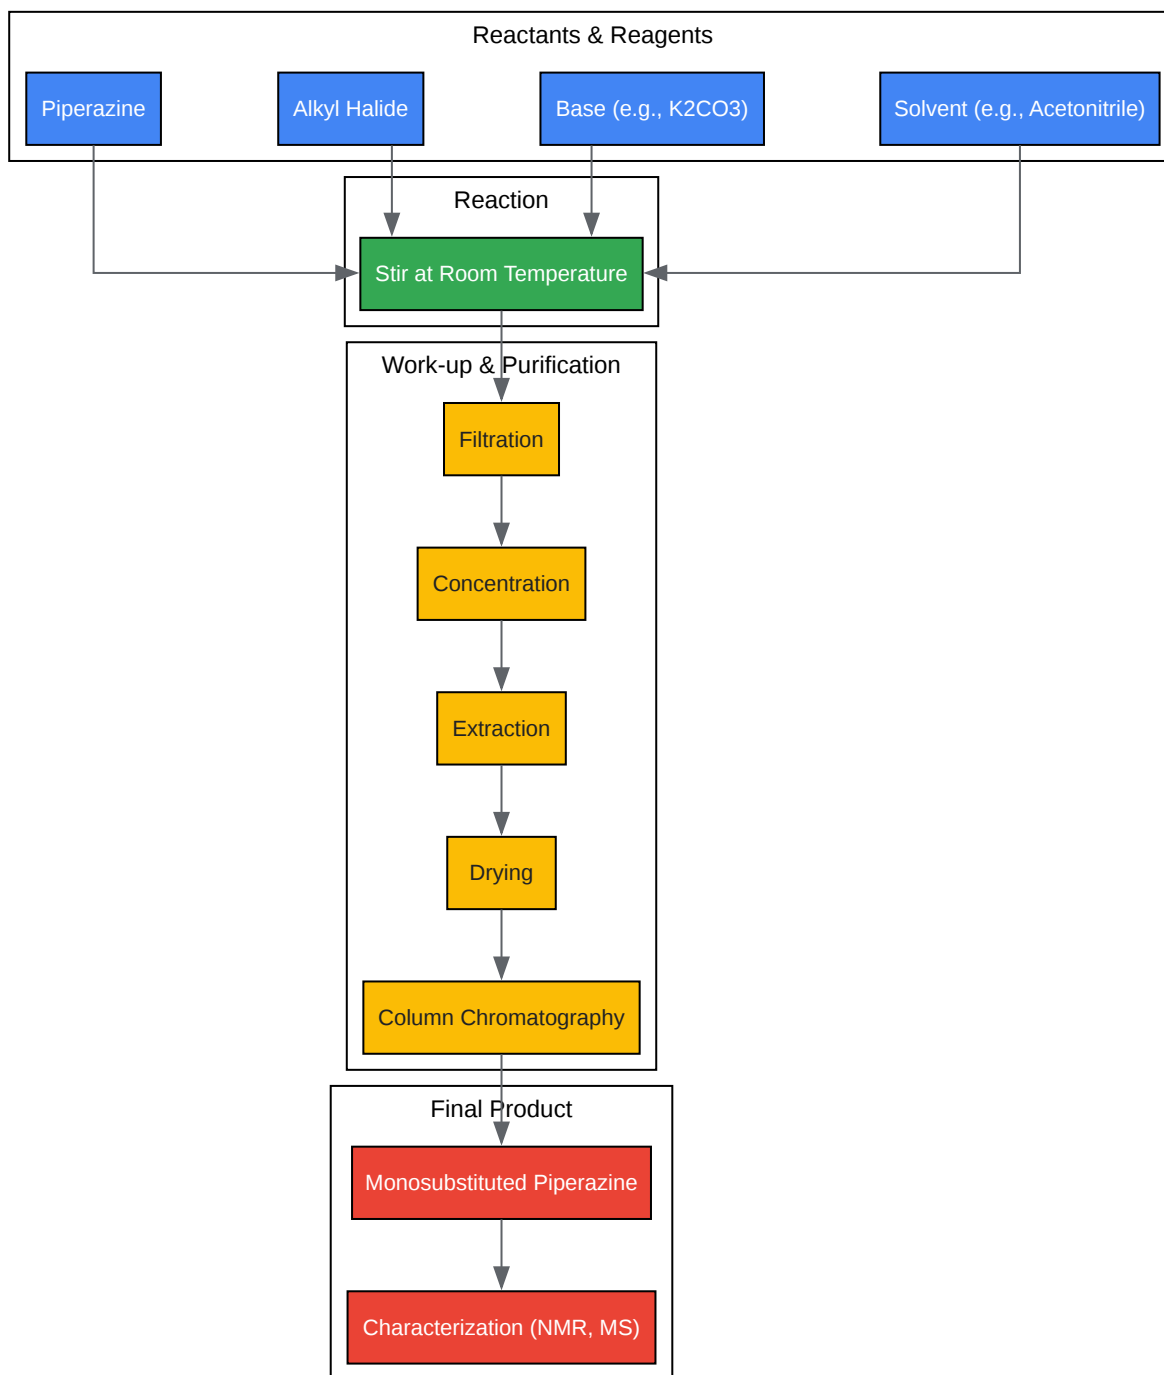 Reactants & Reagents
Piperazine
Alkyl Halide
Base (e.g., K2CO3)
Solvent (e.g., Acetonitrile)
Reaction
Stir at Room Temperature
Work-up & Purification
Filtration
Concentration
Extraction
Drying
Column Chromatography
Final Product
Monosubstituted Piperazine
Characterization (NMR, MS)